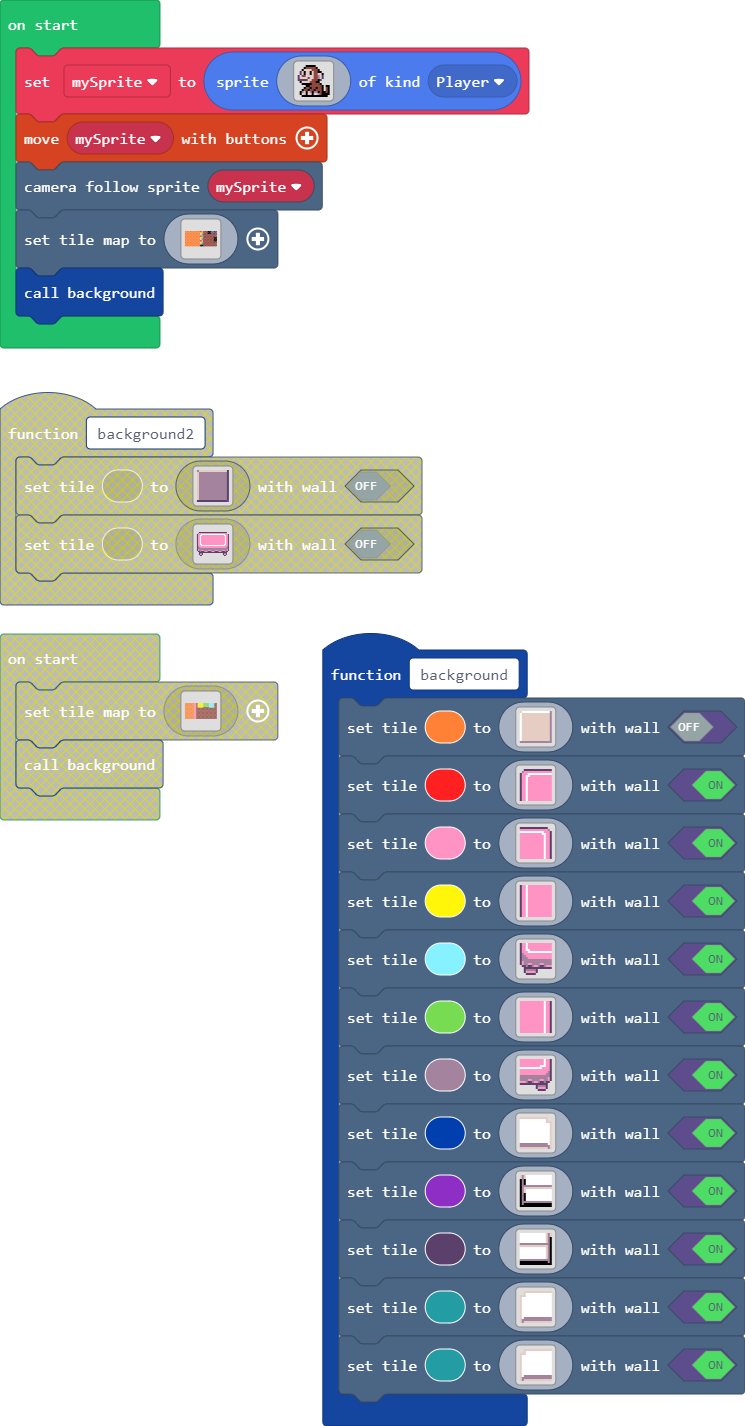 on start
set mySprite to sprite of kind Player
move mySprite with buttons
camera follow sprite mySprite
set tile map to
call background
function background2
set tile to with wall OFF
set tile to with wall OFF
on start
set tile map to
call background
function background
set tile to with wall OFF
set tile to with wall ON
set tile to with wall ON
set tile to with wall ON
set tile to with wall ON
set tile to with wall ON
set tile to with wall ON
set tile to with wall ON
set tile to with wall ON
set tile to with wall ON
set tile to with wall ON
set tile to with wall ON